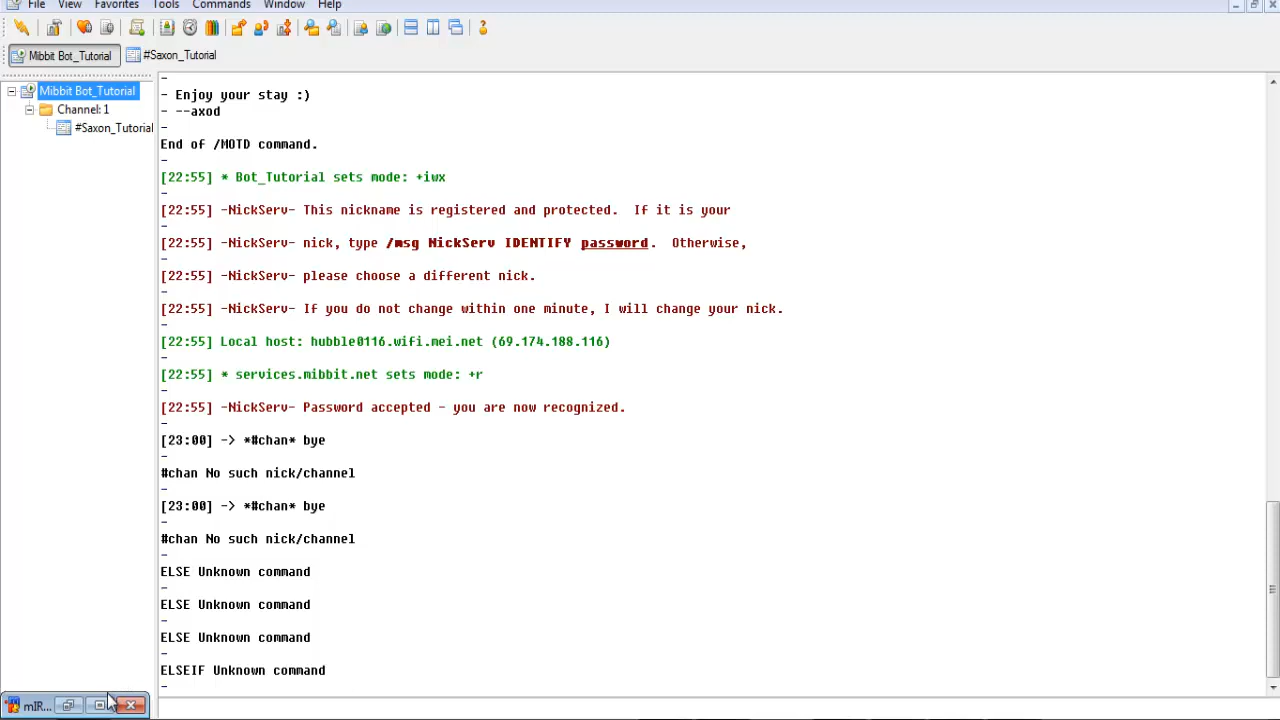 File View Favorites Tools Commands Window Help
Mibbit Bot_Tutorial #Saxon_Tutorial
Mibbit Bot_Tutorial
Channel: 1
#Saxon_Tutorial
-
- Enjoy your stay :)
- --axod
-
End of /MOTD command.
-
[22:55] * Bot_Tutorial sets mode: +iwx
-
[22:55] -NickServ- This nickname is registered and protected.  If it is your
-
[22:55] -NickServ- nick, type /msg NickServ IDENTIFY password.  Otherwise,
-
[22:55] -NickServ- please choose a different nick.
-
[22:55] -NickServ- If you do not change within one minute, I will change your nick.
-
[22:55] Local host: hubble0116.wifi.mei.net (69.174.188.116)
-
[22:55] * services.mibbit.net sets mode: +r
-
[22:55] -NickServ- Password accepted - you are now recognized.
-
[23:00] -> *#chan* bye
-
#chan No such nick/channel
-
[23:00] -> *#chan* bye
-
#chan No such nick/channel
-
ELSE Unknown command
-
ELSE Unknown command
-
ELSE Unknown command
-
ELSEIF Unknown command
-
mIR...